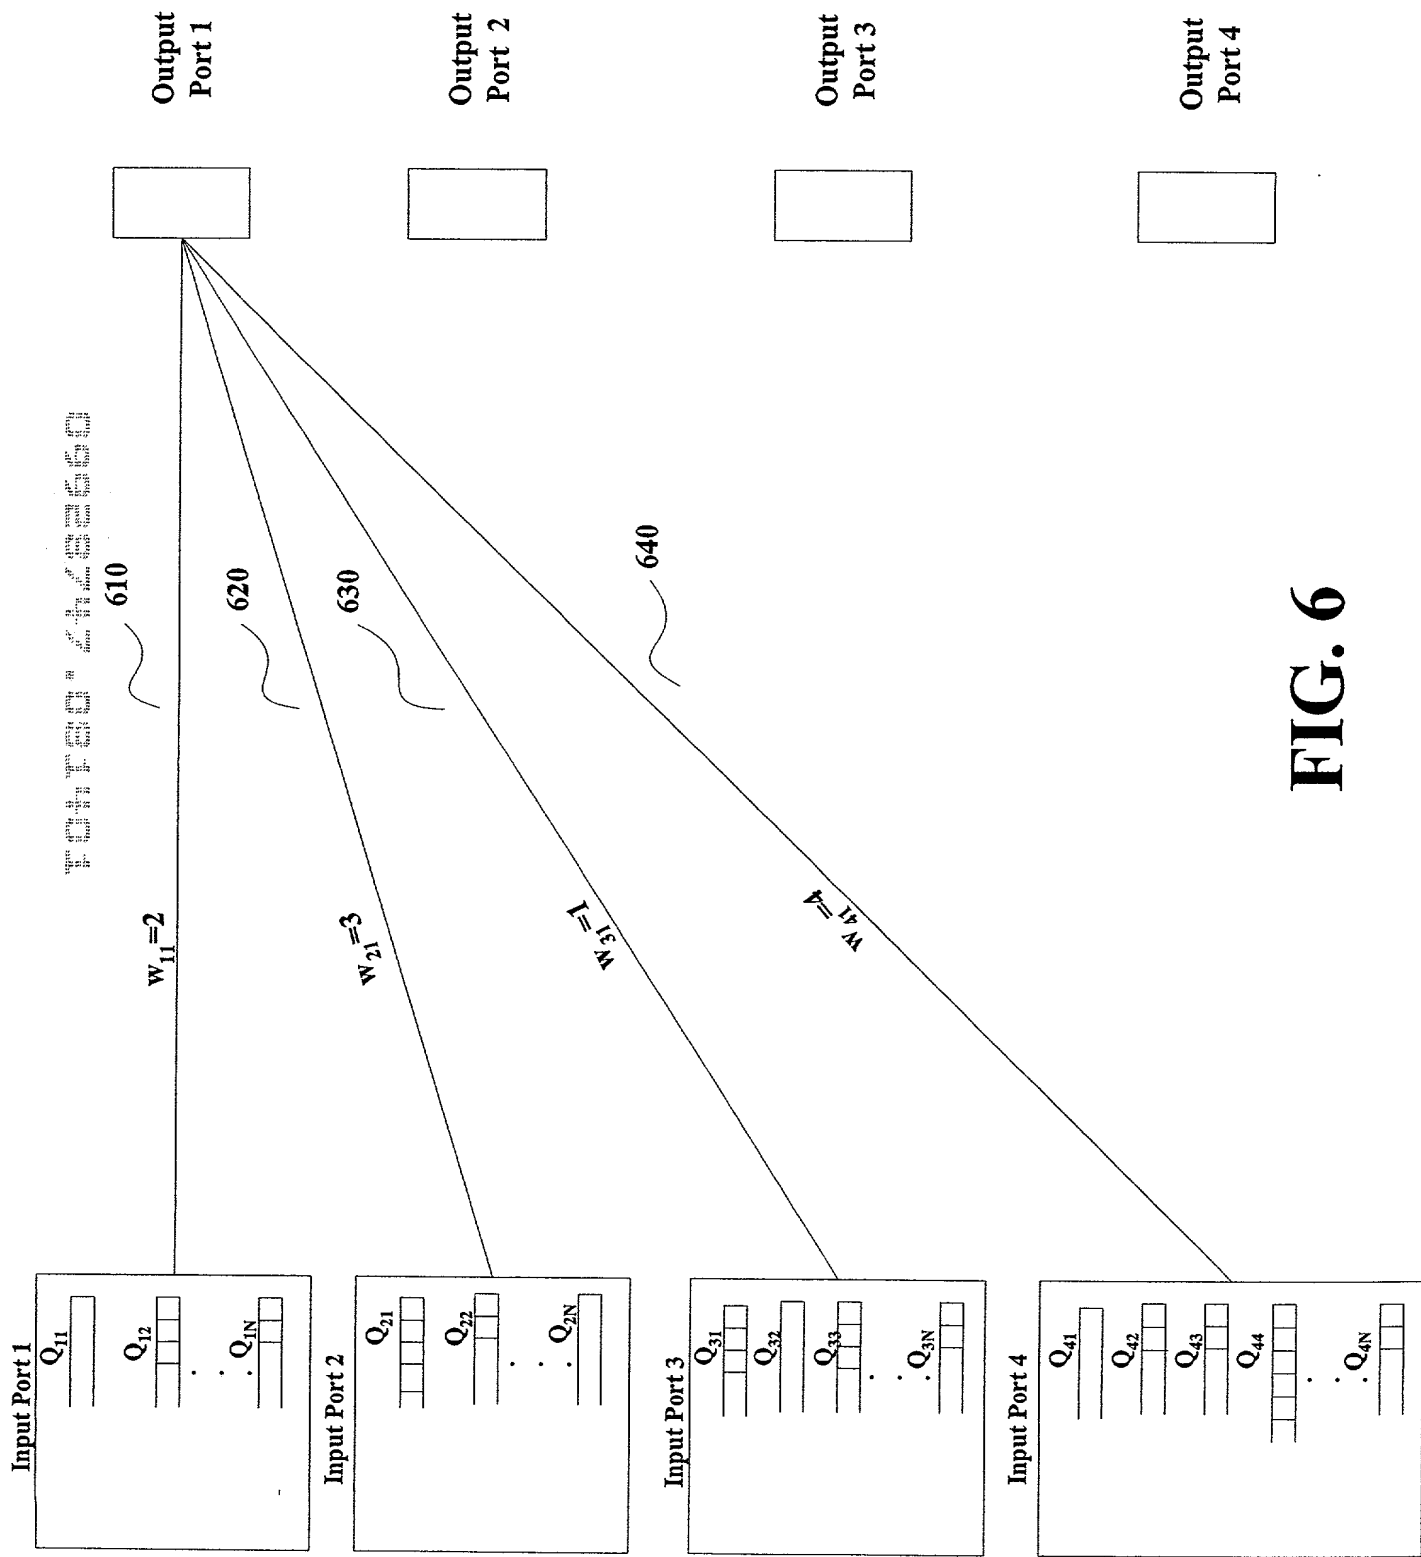 Input Port 1
Q11
Q12
. . .
Q1N
w11=2
610
Output
Port 1
Input Port 2
Q21
Q22
. . .
Q2N
w21=3
620
Output
Port 2
Input Port 3
Q31
Q32
Q33
. . .
Q3N
w31=1
630
Output
Port 3
Input Port 4
Q41
Q42
Q43
Q44
. . .
Q4N
w41=4
640
Output
Port 4
FIG. 6